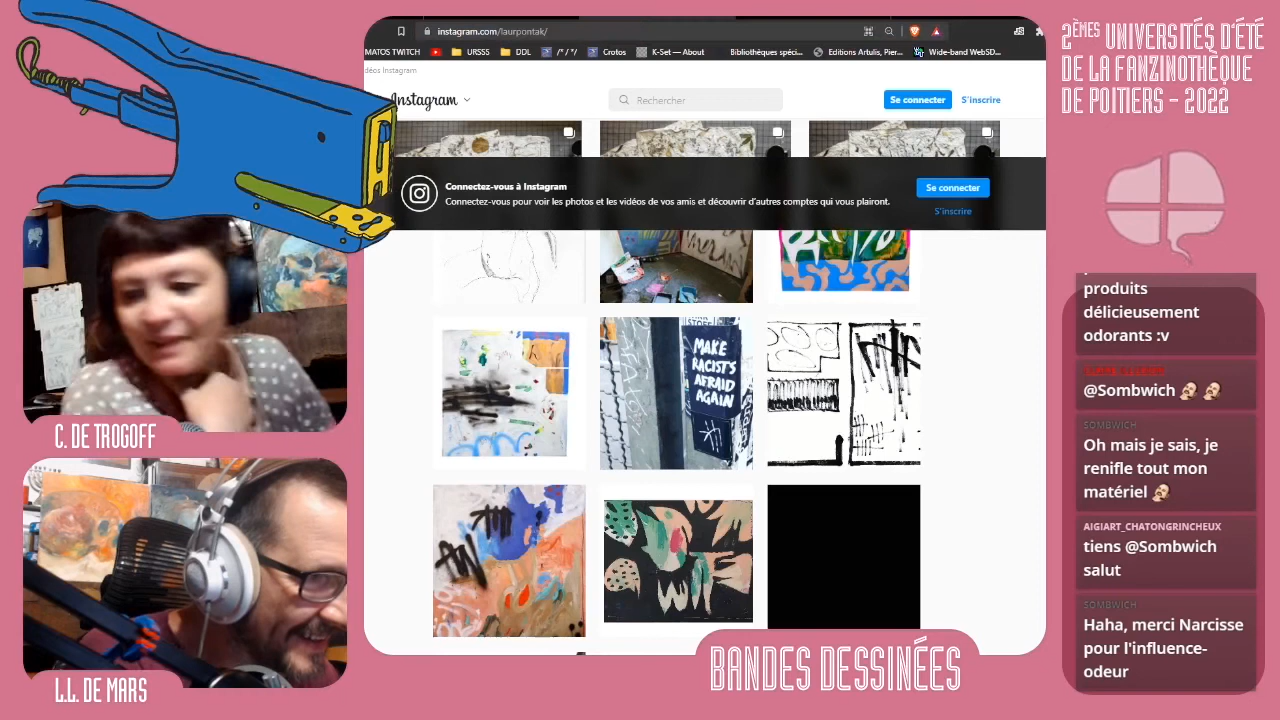 instagram.com/laurpontak/
MATOS TWITCH
URSSS
DDL
/*'*/
Crotos
K-Set — About
Bibliothèques spéci...
Editions Artulis, Pier...
Wide-band WebSD...
déos Instagram
Instagram
Rechercher
Se connecter
S'inscrire
Connectez-vous à Instagram
Connectez-vous pour voir les photos et les vidéos de vos amis et découvrir d'autres comptes qui vous plairont.
Se connecter
S'inscrire
MAKE
RACISTS
AFRAID
AGAIN
C. DE TROGOFF
L.L. DE MARS
BANDES DESSINÉES
2ÈMES UNIVERSITÉS D'ÉTÉ
DE LA FANZINOTHÈQUE
DE POITIERS - 2022
produits
délicieusement
odorants :v
@Sombwich
SOMBWICH
Oh mais je sais, je
renifle tout mon
matériel
AIGIART_CHATONGRINCHEUX
tiens @Sombwich
salut
SOMBWICH
Haha, merci Narcisse
pour l'influence-
odeur